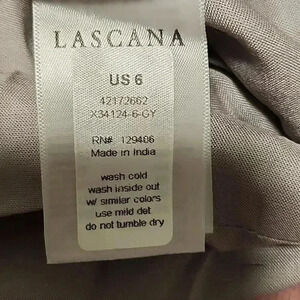 LASCANA
US 6
42172662
X34124-6-GY
RN# 129406
Made in India
wash cold
wash inside out
w/ similar colors
use mild det
do not tumble dry